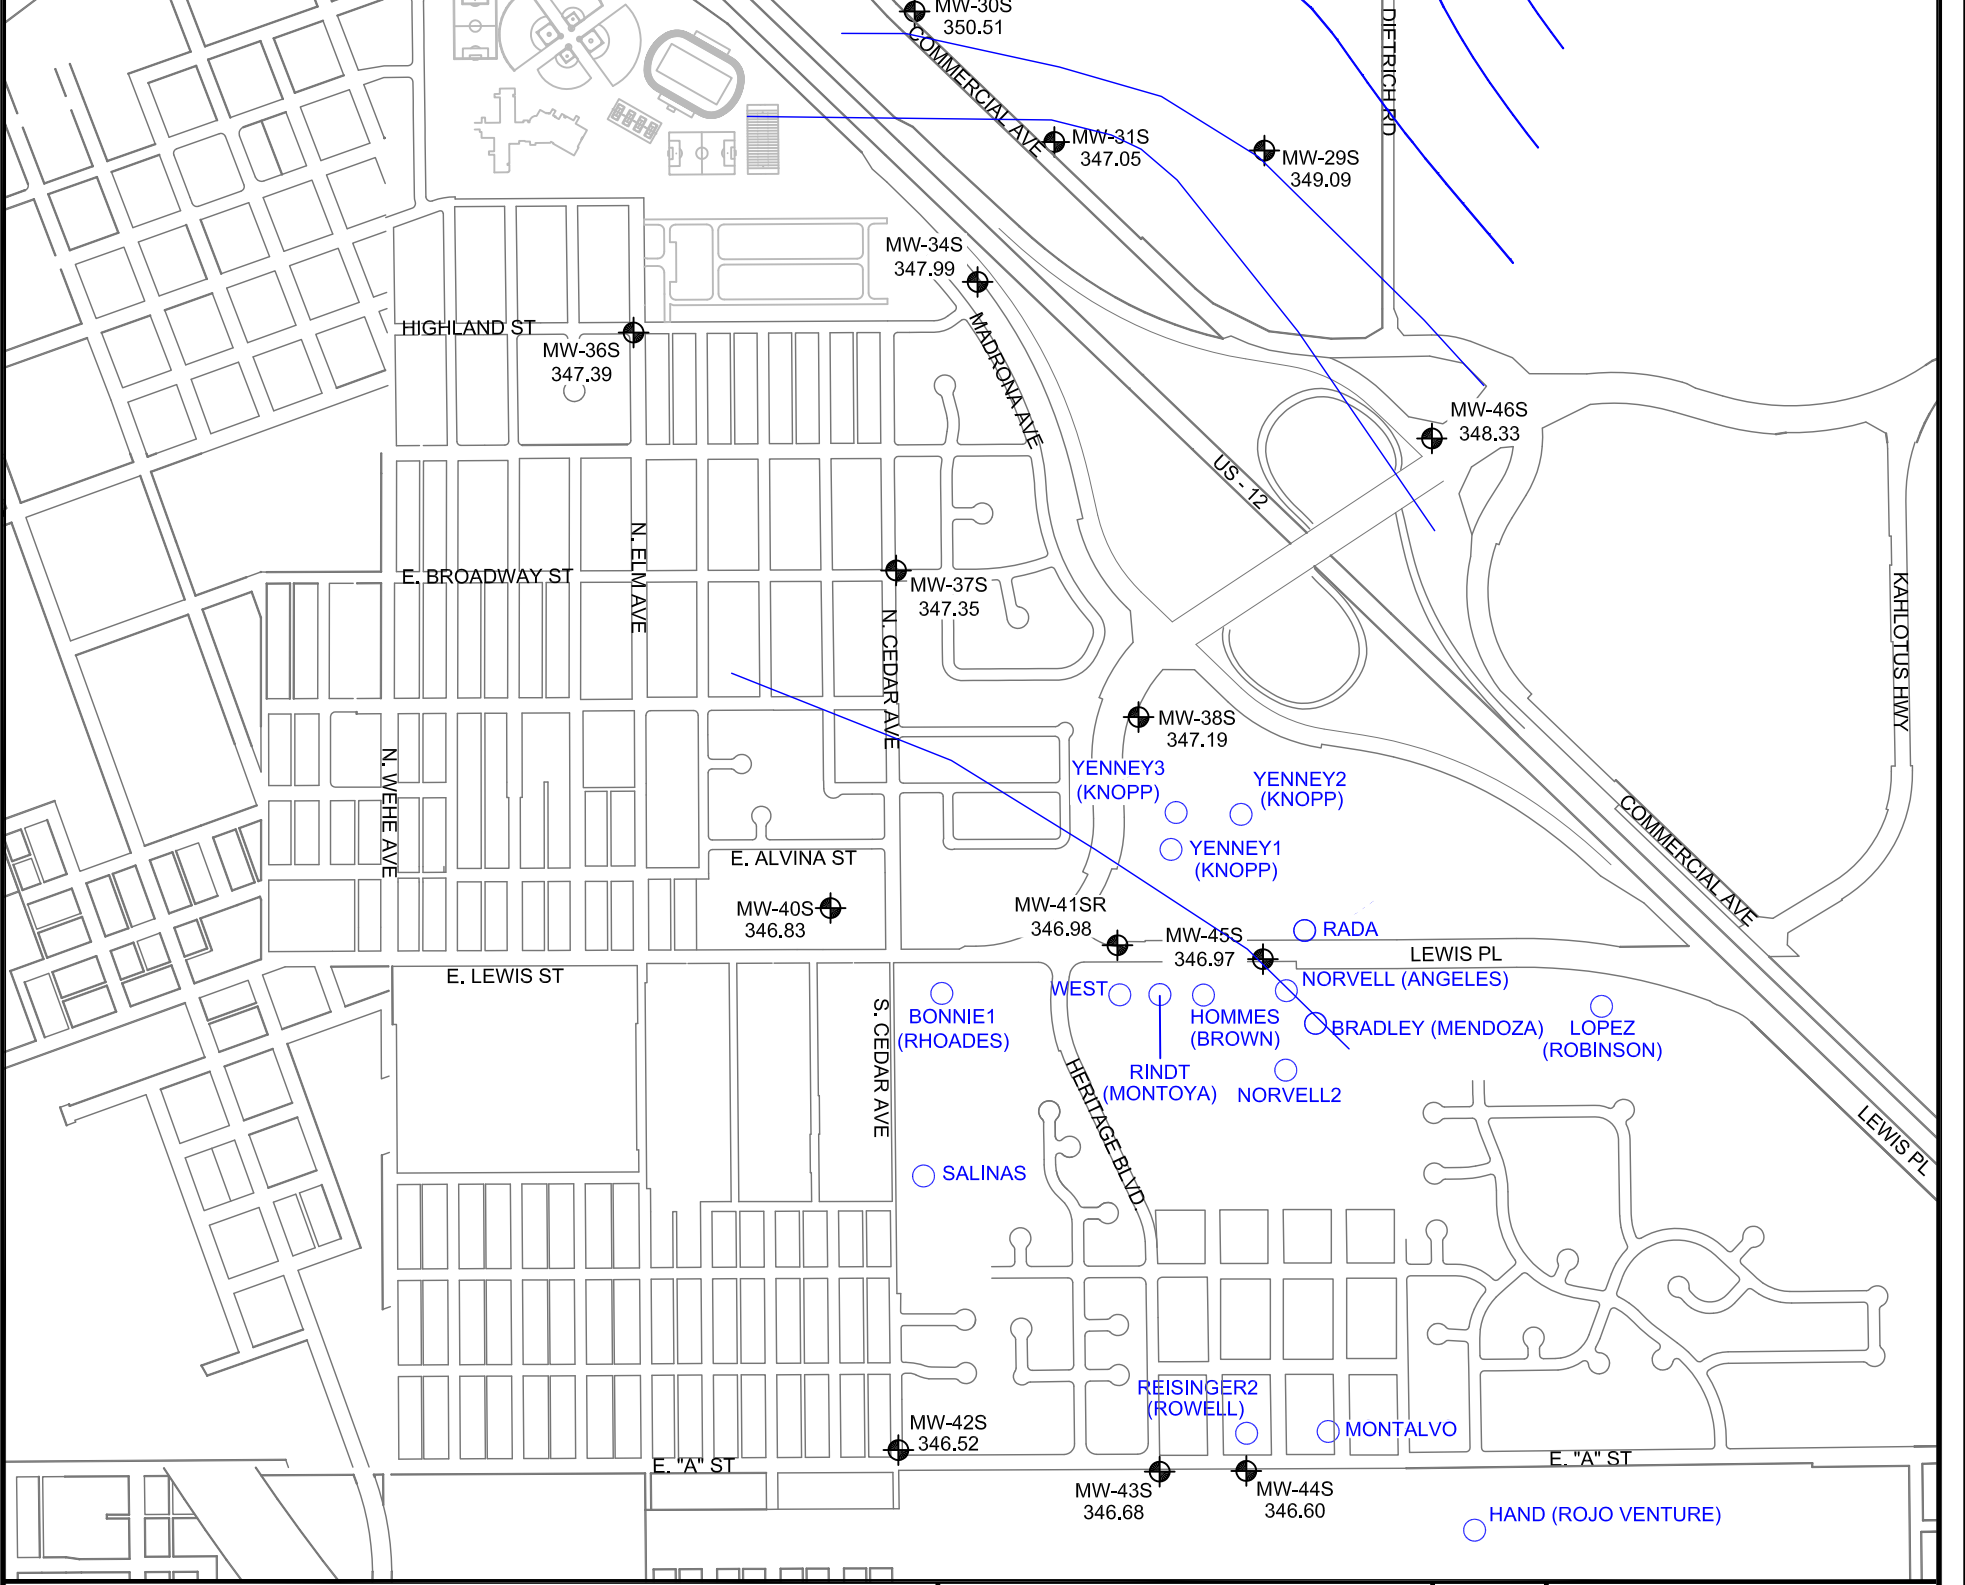 MW-30S
350.51
COMMERCIAL AVE
DIETRICH RD
MW-31S
347.05
MW-29S
349.09
MW-34S
347.99
HIGHLAND ST
MW-36S
347.39
MADRONA AVE
MW-46S
348.33
US - 12
N. ELM AVE
E. BROADWAY ST
MW-37S
347.35
N. CEDAR AVE
KAHLOTUS HWY
MW-38S
347.19
N. WEHE AVE
YENNEY3
(KNOPP)
YENNEY2
(KNOPP)
YENNEY1
(KNOPP)
COMMERCIAL AVE
E. ALVINA ST
MW-40S
346.83
MW-41SR
346.98
MW-45S
346.97
RADA
LEWIS PL
E. LEWIS ST
NORVELL (ANGELES)
WEST
BONNIE1
(RHOADES)
S. CEDAR AVE
HOMMES
(BROWN)
BRADLEY (MENDOZA)
LOPEZ
(ROBINSON)
RINDT
(MONTOYA)
NORVELL2
HERITAGE BLVD.
LEWIS PL
SALINAS
REISINGER2
(ROWELL)
MONTALVO
MW-42S
346.52
E. "A" ST
E. "A" ST
MW-43S
346.68
MW-44S
346.60
HAND (ROJO VENTURE)